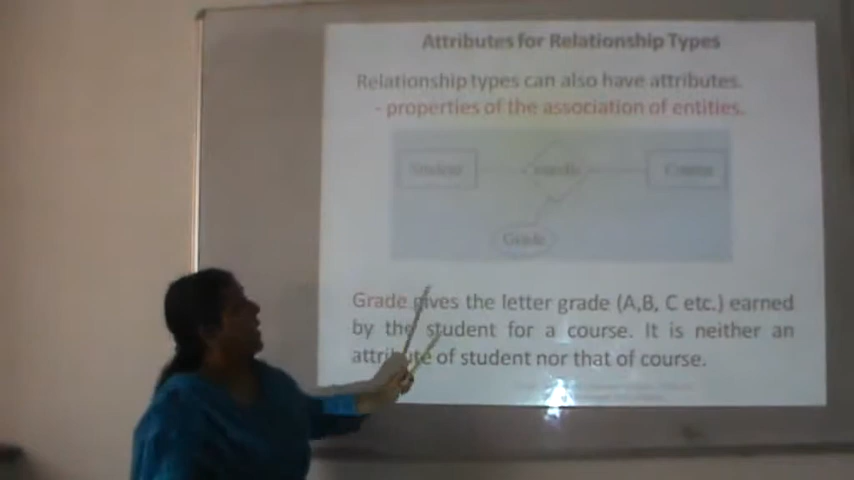 Attributes for Relationship Types
Relationship types can also have attributes.
- properties of the association of entities.
Student
Course
Grade
Grade gives the letter grade (A,B, C etc.) earned
by the student for a course. It is neither an
attribute of student nor that of course.